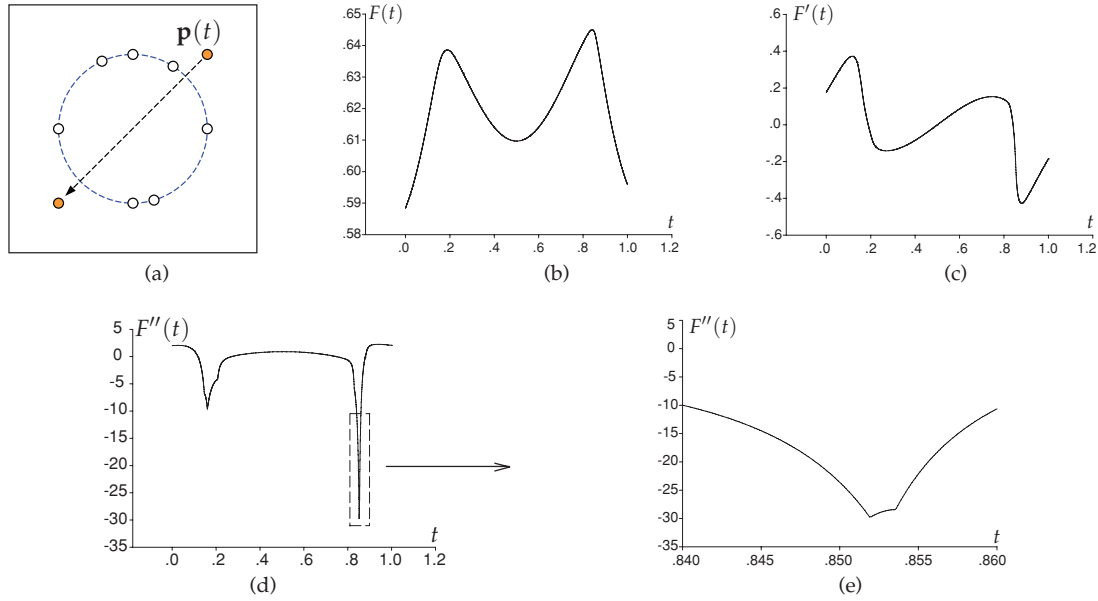 p(t)
(a)
F(t)
.65
.64
.63
.62
.61
.60
.59
.58
.0 .2 .4 .6 .8 1.0 1.2
t
(b)
F′(t)
.6
.4
.2
.0
-.2
-.4
-.6
.0 .2 .4 .6 .8 1.0 1.2
t
(c)
F″(t)
5
0
-5
-10
-15
-20
-25
-30
-35
.0 .2 .4 .6 .8 1.0 1.2
t
(d)
F″(t)
5
0
-5
-10
-15
-20
-25
-30
-35
.840 .845 .850 .855 .860
t
(e)